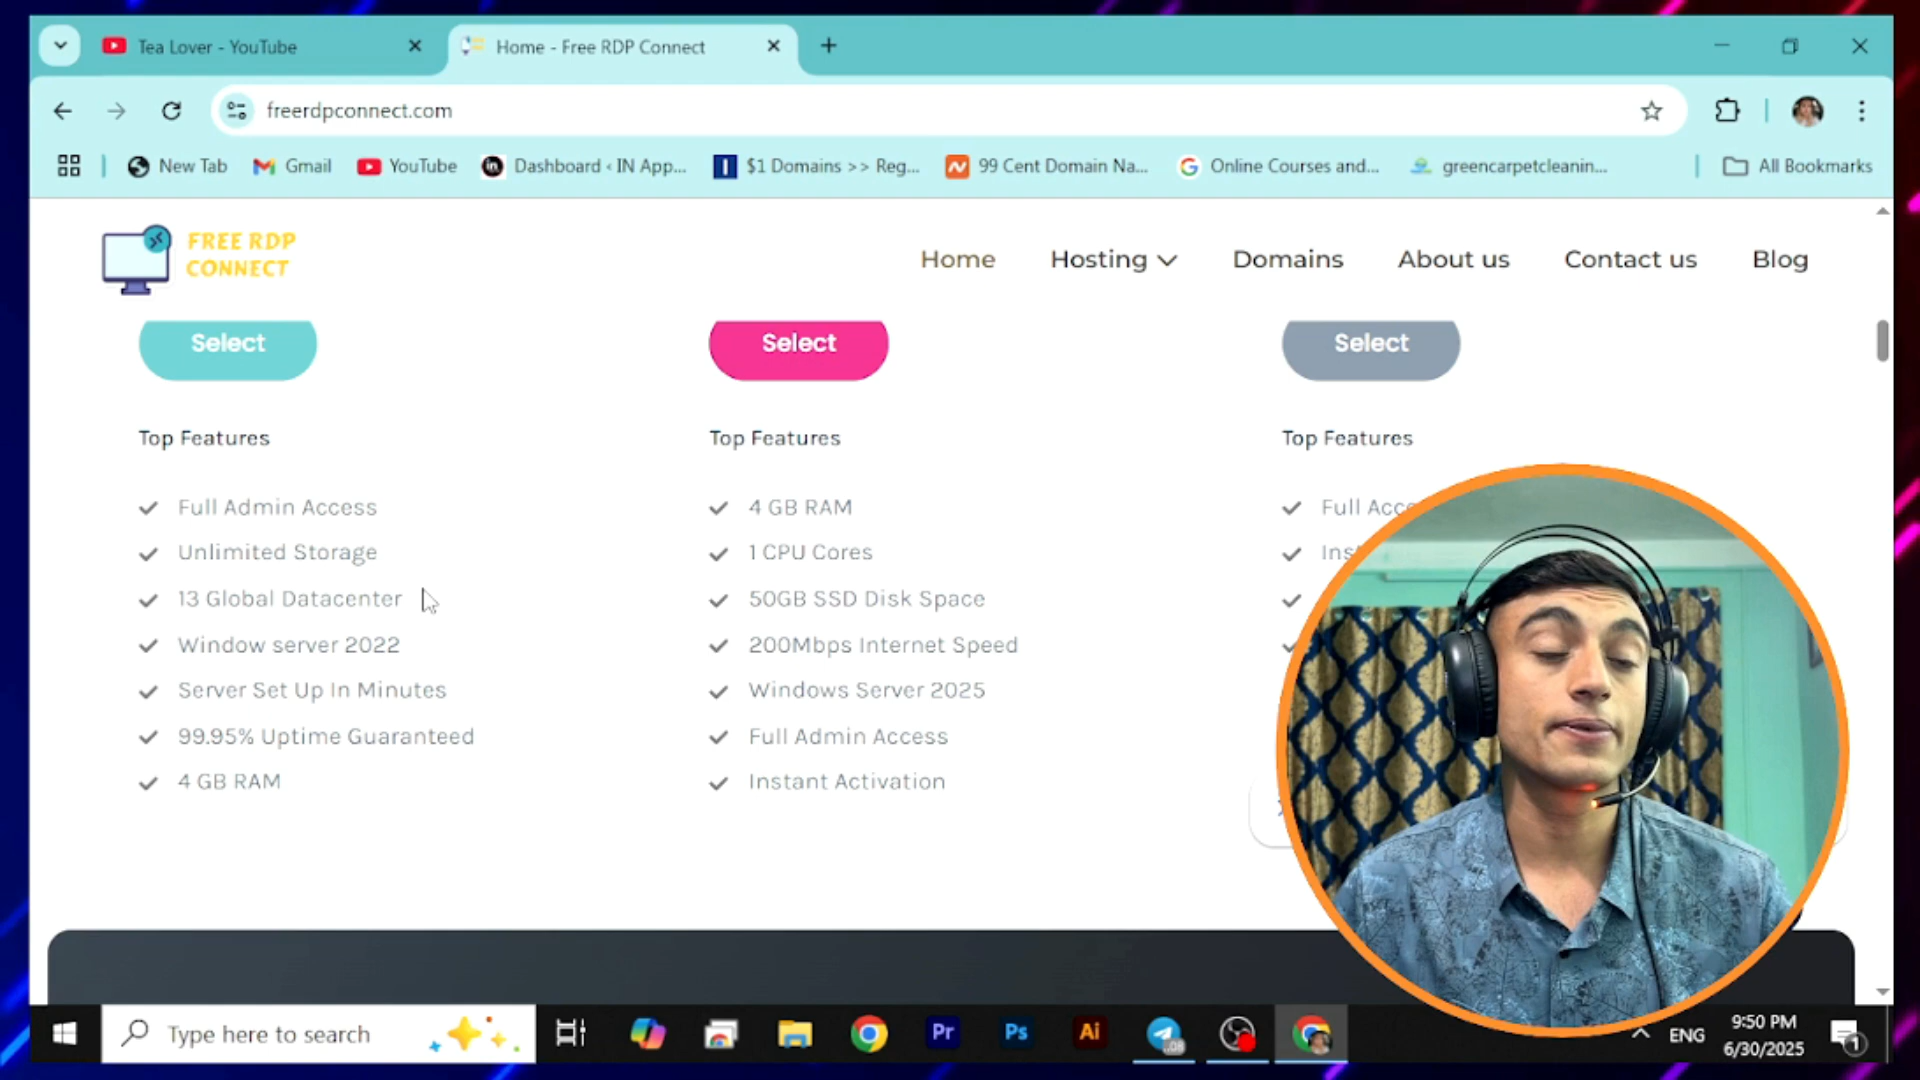 Tea Lover - YouTube
Home - Free RDP Connect
freerdpconnect.com
New Tab
Gmail
YouTube
Dashboard ‹ IN App...
$1 Domains >> Reg...
99 Cent Domain Na...
Online Courses and...
greencarpetcleanin...
All Bookmarks
FREE RDP
CONNECT
Home
Hosting
Domains
About us
Contact us
Blog
Select
Top Features
Full Admin Access
Unlimited Storage
13 Global Datacenter
Window server 2022
Server Set Up In Minutes
99.95% Uptime Guaranteed
4 GB RAM
Select
Top Features
4 GB RAM
1 CPU Cores
50GB SSD Disk Space
200Mbps Internet Speed
Windows Server 2025
Full Admin Access
Instant Activation
Select
Top Features
Full
Type here to search
Pr
Ps
Ai
ENG
9:50 PM
6/30/2025
1